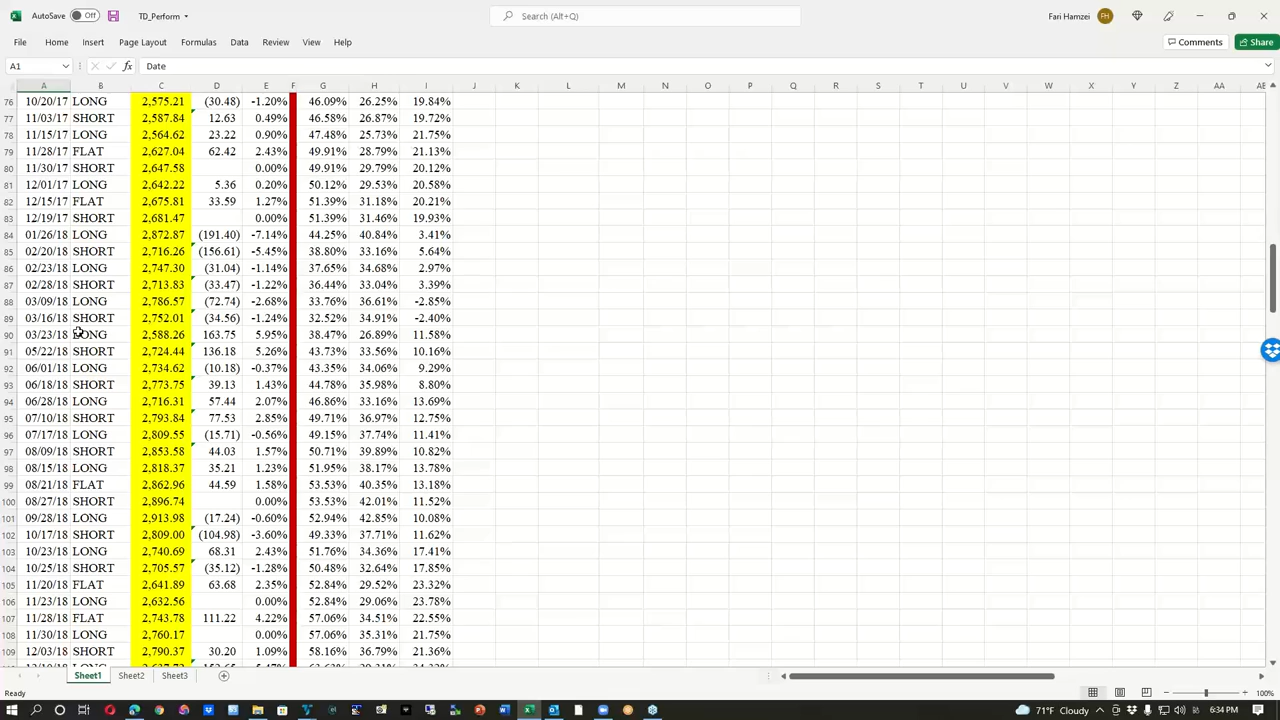 AutoSave Off TD_Perform Search (Alt+Q) Fari Hamzei FH
File Home Insert Page Layout Formulas Data Review View Help Comments Share
A1 fx Date
A B C D E F G H I J K L M N O P Q R S T U V W X Y Z AA AE
76 10/20/17 LONG 2,575.21 (30.48) -1.20% 46.09% 26.25% 19.84%
77 11/03/17 SHORT 2,587.84 12.63 0.49% 46.58% 26.87% 19.72%
78 11/15/17 LONG 2,564.62 23.22 0.90% 47.48% 25.73% 21.75%
79 11/28/17 FLAT 2,627.04 62.42 2.43% 49.91% 28.79% 21.13%
80 11/30/17 SHORT 2,647.58 0.00% 49.91% 29.79% 20.12%
81 12/01/17 LONG 2,642.22 5.36 0.20% 50.12% 29.53% 20.58%
82 12/15/17 FLAT 2,675.81 33.59 1.27% 51.39% 31.18% 20.21%
83 12/19/17 SHORT 2,681.47 0.00% 51.39% 31.46% 19.93%
84 01/26/18 LONG 2,872.87 (191.40) -7.14% 44.25% 40.84% 3.41%
85 02/20/18 SHORT 2,716.26 (156.61) -5.45% 38.80% 33.16% 5.64%
86 02/23/18 LONG 2,747.30 (31.04) -1.14% 37.65% 34.68% 2.97%
87 02/28/18 SHORT 2,713.83 (33.47) -1.22% 36.44% 33.04% 3.39%
88 03/09/18 LONG 2,786.57 (72.74) -2.68% 33.76% 36.61% -2.85%
89 03/16/18 SHORT 2,752.01 (34.56) -1.24% 32.52% 34.91% -2.40%
90 03/23/18 LONG 2,588.26 163.75 5.95% 38.47% 26.89% 11.58%
91 05/22/18 SHORT 2,724.44 136.18 5.26% 43.73% 33.56% 10.16%
92 06/01/18 LONG 2,734.62 (10.18) -0.37% 43.35% 34.06% 9.29%
93 06/18/18 SHORT 2,773.75 39.13 1.43% 44.78% 35.98% 8.80%
94 06/28/18 LONG 2,716.31 57.44 2.07% 46.86% 33.16% 13.69%
95 07/10/18 SHORT 2,793.84 77.53 2.85% 49.71% 36.97% 12.75%
96 07/17/18 LONG 2,809.55 (15.71) -0.56% 49.15% 37.74% 11.41%
97 08/09/18 SHORT 2,853.58 44.03 1.57% 50.71% 39.89% 10.82%
98 08/15/18 LONG 2,818.37 35.21 1.23% 51.95% 38.17% 13.78%
99 08/21/18 FLAT 2,862.96 44.59 1.58% 53.53% 40.35% 13.18%
100 08/27/18 SHORT 2,896.74 0.00% 53.53% 42.01% 11.52%
101 09/28/18 LONG 2,913.98 (17.24) -0.60% 52.94% 42.85% 10.08%
102 10/17/18 SHORT 2,809.00 (104.98) -3.60% 49.33% 37.71% 11.62%
103 10/23/18 LONG 2,740.69 68.31 2.43% 51.76% 34.36% 17.41%
104 10/25/18 SHORT 2,705.57 (35.12) -1.28% 50.48% 32.64% 17.85%
105 11/20/18 FLAT 2,641.89 63.68 2.35% 52.84% 29.52% 23.32%
106 11/23/18 LONG 2,632.56 0.00% 52.84% 29.06% 23.78%
107 11/28/18 FLAT 2,743.78 111.22 4.22% 57.06% 34.51% 22.55%
108 11/30/18 LONG 2,760.17 0.00% 57.06% 35.31% 21.75%
109 12/03/18 SHORT 2,790.37 30.20 1.09% 58.16% 36.79% 21.36%
Sheet1 Sheet2 Sheet3
Ready 100%
71°F Cloudy 6:34 PM